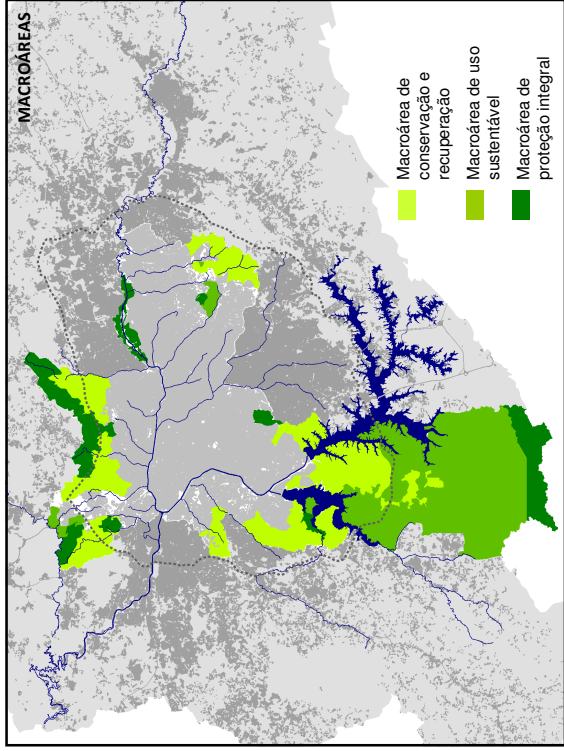 MACROÁREAS
Macroárea de
conservação e
recuperação
Macroárea de uso
sustentável
Macroárea de
proteção integral